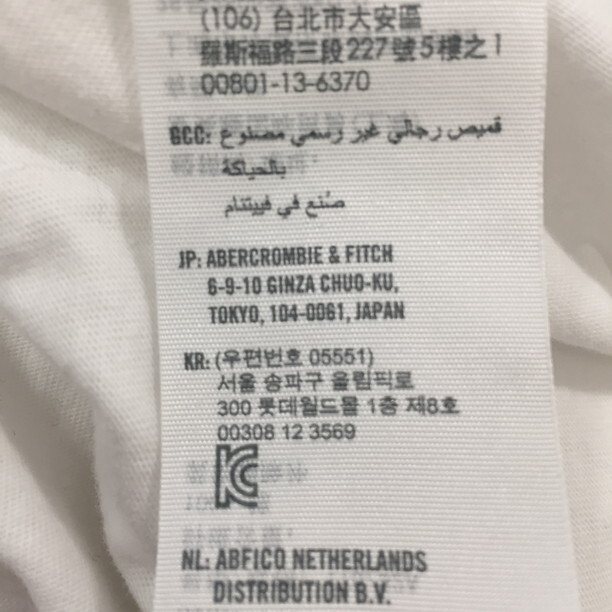 (106) 台北市大安區
羅斯福路三段227號5樓之1
00801-13-6370
GCC: قميص رجالي غير رسمي مصنوع
بالحياكة
صُنع في فييتنام
JP: ABERCROMBIE & FITCH
6-9-10 GINZA CHUO-KU,
TOKYO, 104-0061, JAPAN
KR: (우편번호 05551)
서울 송파구 올림픽로
300 롯데월드몰 1층 제8호
00308 12 3569
NL: ABFICO NETHERLANDS
DISTRIBUTION B.V.